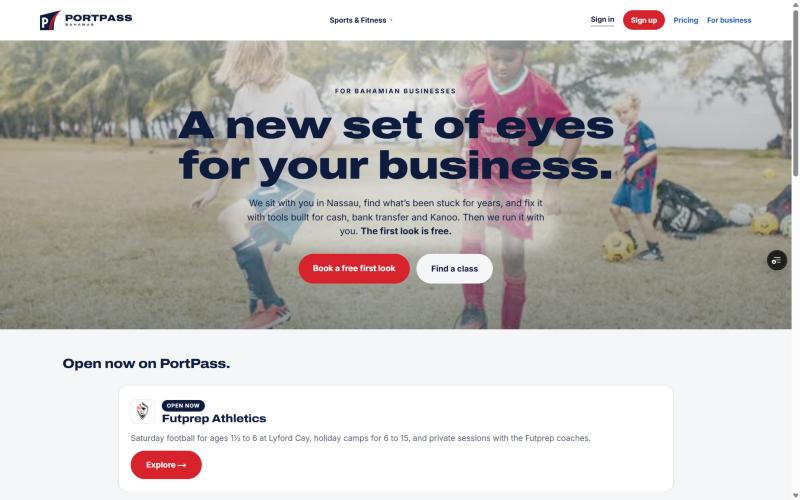 PORTPASS
BAHAMAS
Sports & Fitness
Sign in
Sign up
Pricing
For business
FOR BAHAMIAN BUSINESSES
A new set of eyes
for your business.
We sit with you in Nassau, find what's been stuck for years, and fix it
with tools built for cash, bank transfer and Kanoo. Then we run it with
you. The first look is free.
Book a free first look
Find a class
Open now on PortPass.
OPEN NOW
Futprep Athletics
Saturday football for ages 1½ to 6 at Lyford Cay, holiday camps for 6 to 15, and private sessions with the Futprep coaches.
Explore →